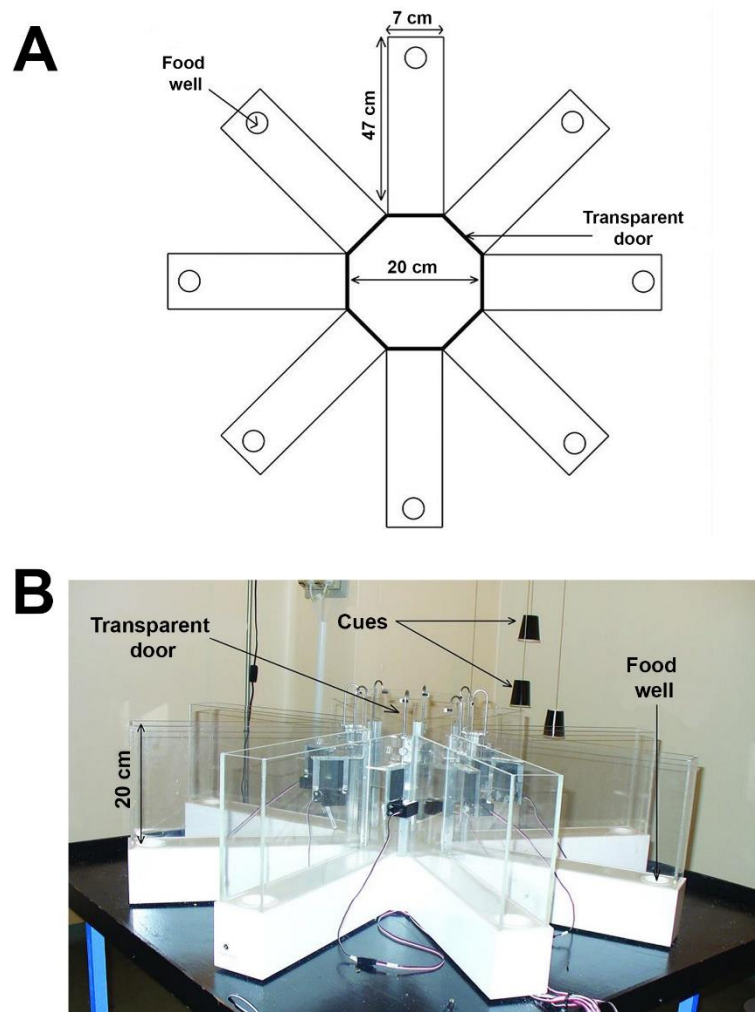 A
7 cm
Food
well
47 cm
Transparent
door
20 cm
B
Transparent
door
Cues
Food
well
20 cm